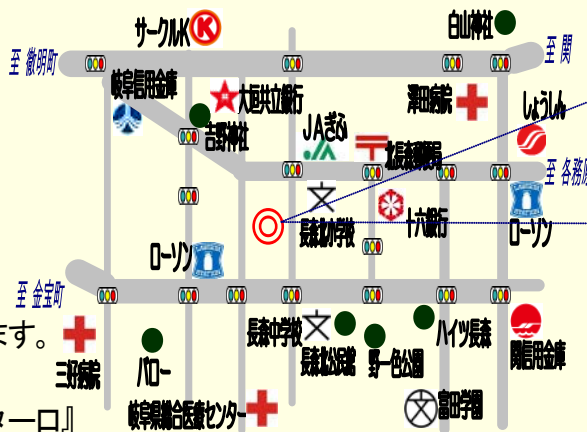 サークルK
白山神社
至 徹明町
至 関
岐阜信用金庫
大垣共立銀行
澤田病院
しょうしん
吉野神社
JAぎふ
北長森郵便局
至 各務原
長森北小学校
十六銀行
ローソン
ローソン
至 金宝町
ます。
長森中学校
長森北公民館
野一色公園
ハイツ長森
関信用金庫
三好病院
バロー
岐阜県総合医療センター
富田学園
ターロ』